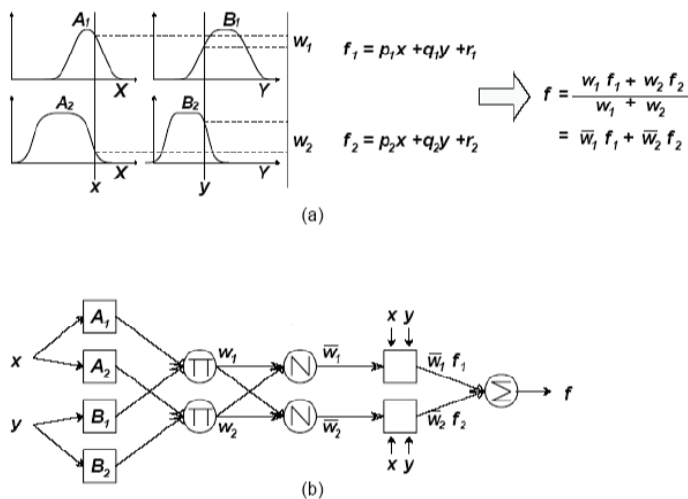 A₁ B₁
w₁ f₁ = p₁x + q₁y + r₁
X Y
f = w₁ f₁ + w₂ f₂ / w₁ + w₂
A₂ B₂
= w̅₁ f₁ + w̅₂ f₂
w₂ f₂ = p₂x + q₂y + r₂
X Y
x y
(a)
x y
A₁
w₁ w̅₁ w̅₁ f₁
x A₂ Π N
Σ f
y B₁ Π N
w₂ w̅₂ w̅₂ f₂
B₂
x y
(b)